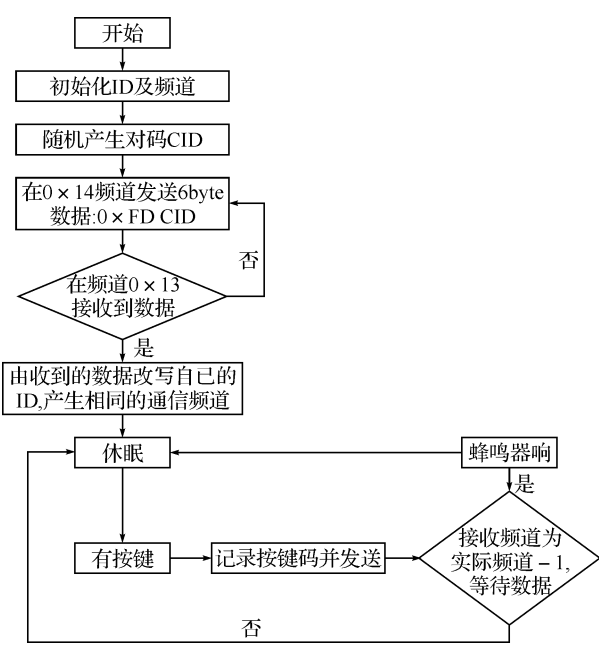 开始
初始化ID及频道
随机产生对码CID
在0×14频道发送6byte
数据:0×FD CID
否
在频道0×13
接收到数据
是
由收到的数据改写自已的
ID,产生相同的通信频道
休眠
蜂鸣器响
是
有按键
记录按键码并发送
接收频道为
实际频道-1,
等待数据
否